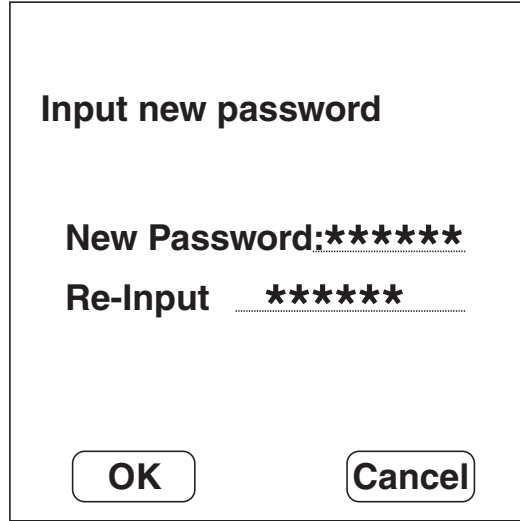 Input new password
New Password:******
Re-Input ******
OK Cancel